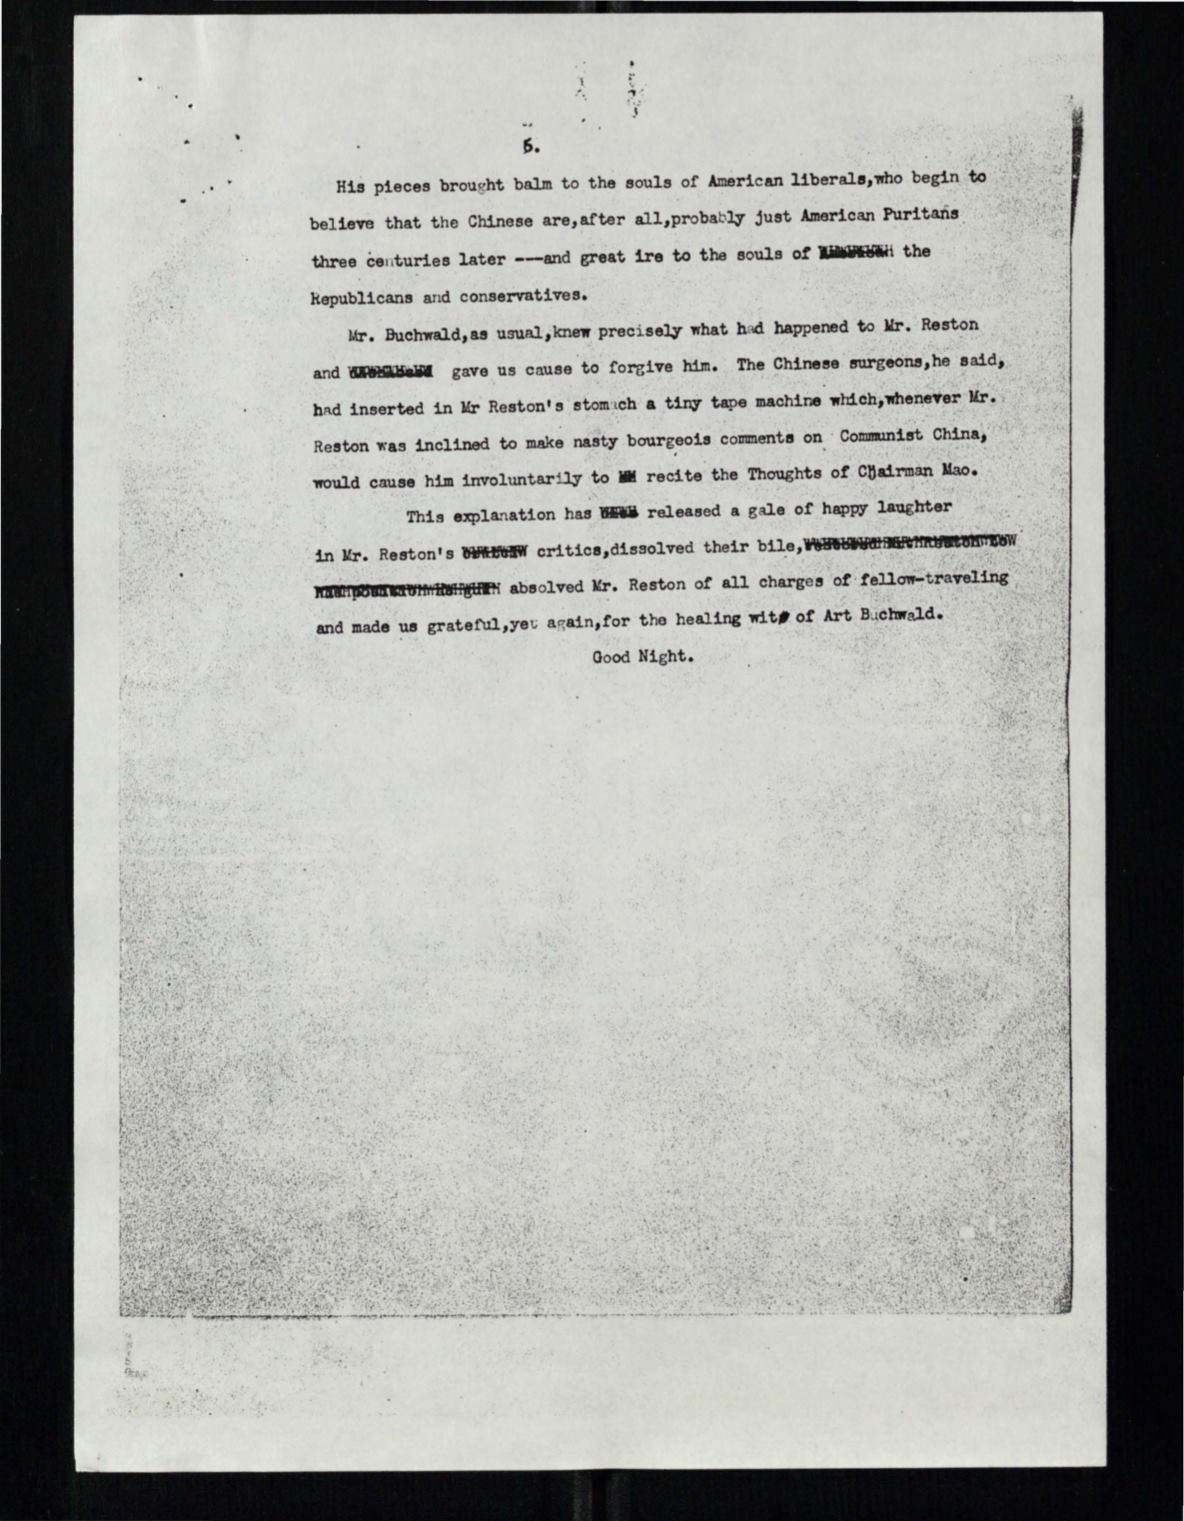 5.
His pieces brought balm to the souls of American liberals,who begin to
believe that the Chinese are,after all,probably just American Puritans
three centuries later ---and great ire to the souls of the
Republicans and conservatives.
Mr. Buchwald,as usual,knew precisely what had happened to Mr. Reston
and gave us cause to forgive him. The Chinese surgeons,he said,
had inserted in Mr Reston's stomach a tiny tape machine which,whenever Mr.
Reston was inclined to make nasty bourgeois comments on Communist China,
would cause him involuntarily to recite the Thoughts of Chairman Mao.
This explanation has released a gale of happy laughter
in Mr. Reston's critics,dissolved their bile,
absolved Mr. Reston of all charges of fellow-traveling
and made us grateful,yet again,for the healing wit of Art Buchwald.
Good Night.